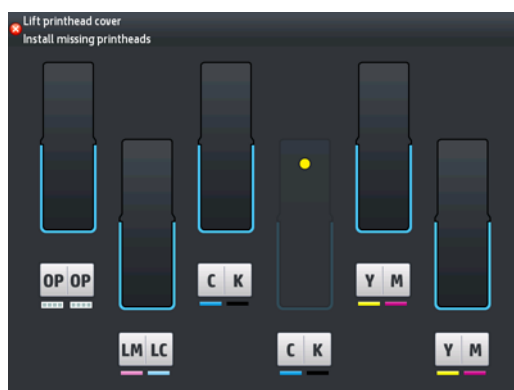 Lift printhead cover
Install missing printheads
OP OP
C K
Y M
LM LC
C K
Y M